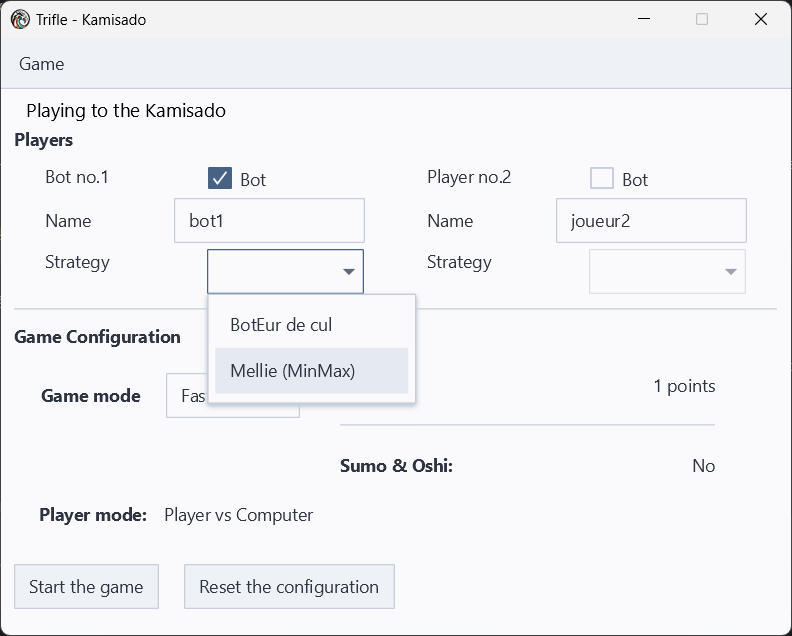 Trifle - Kamisado
Game
Playing to the Kamisado
Players
Bot no.1 Bot Player no.2 Bot
Name bot1 Name joueur2
Strategy Strategy
BotEur de cul
Game Configuration
Mellie (MinMax)
Game mode Fas 1 points
Sumo & Oshi: No
Player mode: Player vs Computer
Start the game Reset the configuration